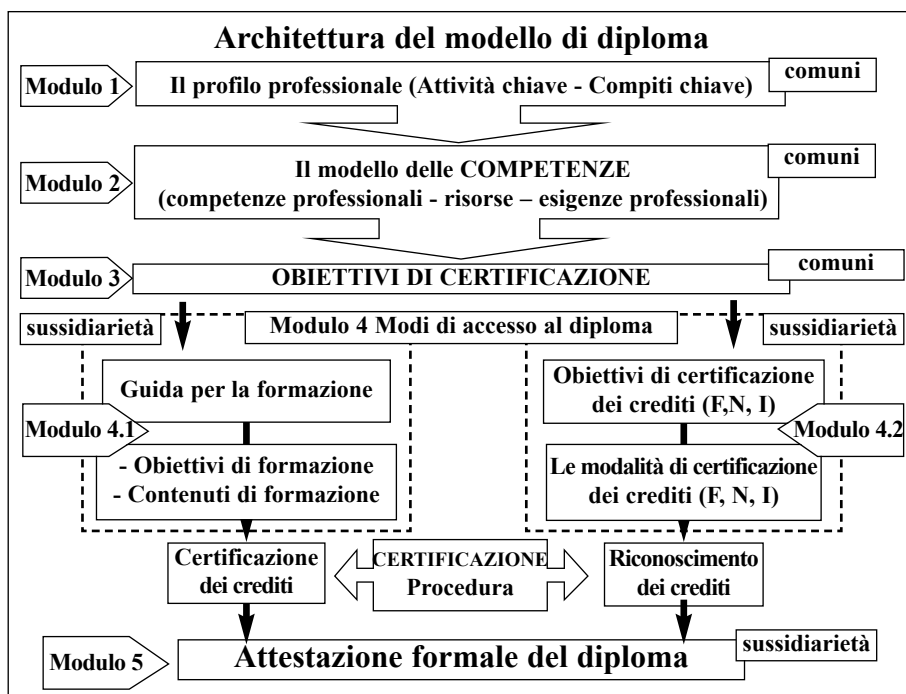 Architettura del modello di diploma
Modulo 1
Il profilo professionale (Attività chiave - Compiti chiave)
comuni
Modulo 2
Il modello delle COMPETENZE
(competenze professionali - risorse – esigenze professionali)
comuni
Modulo 3
OBIETTIVI DI CERTIFICAZIONE
comuni
sussidiarietà
Modulo 4 Modi di accesso al diploma
sussidiarietà
Guida per la formazione
Modulo 4.1
- Obiettivi di formazione
- Contenuti di formazione
Obiettivi di certificazione
dei crediti (F,N, I)
Modulo 4.2
Le modalità di certificazione
dei crediti (F, N, I)
Certificazione
dei crediti
CERTIFICAZIONE
Procedura
Riconoscimento
dei crediti
Modulo 5
Attestazione formale del diploma
sussidiarietà